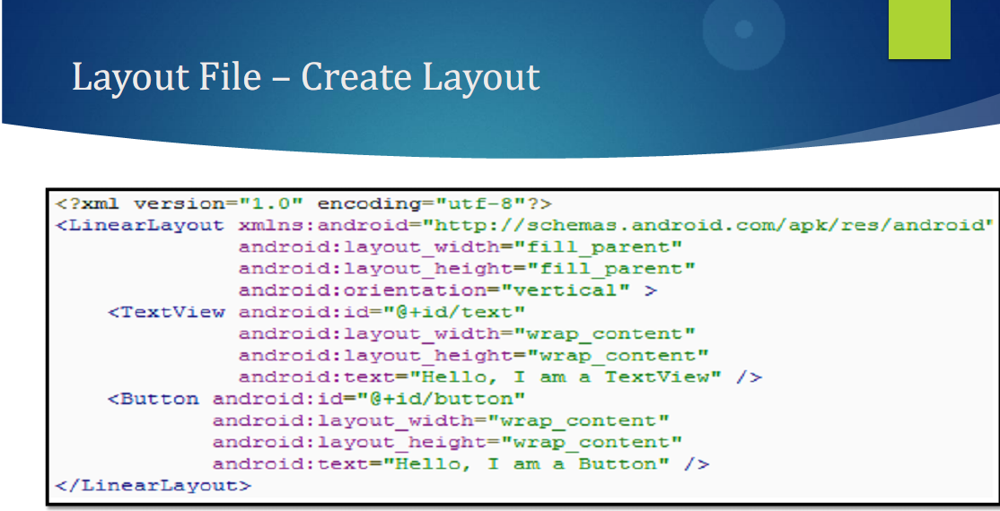 Layout File – Create Layout
<?xml version="1.0" encoding="utf-8"?>
<LinearLayout xmlns:android="http://schemas.android.com/apk/res/android"
              android:layout_width="fill_parent"
              android:layout_height="fill_parent"
              android:orientation="vertical" >
    <TextView android:id="@+id/text"
              android:layout_width="wrap_content"
              android:layout_height="wrap_content"
              android:text="Hello, I am a TextView" />
    <Button android:id="@+id/button"
            android:layout_width="wrap_content"
            android:layout_height="wrap_content"
            android:text="Hello, I am a Button" />
</LinearLayout>